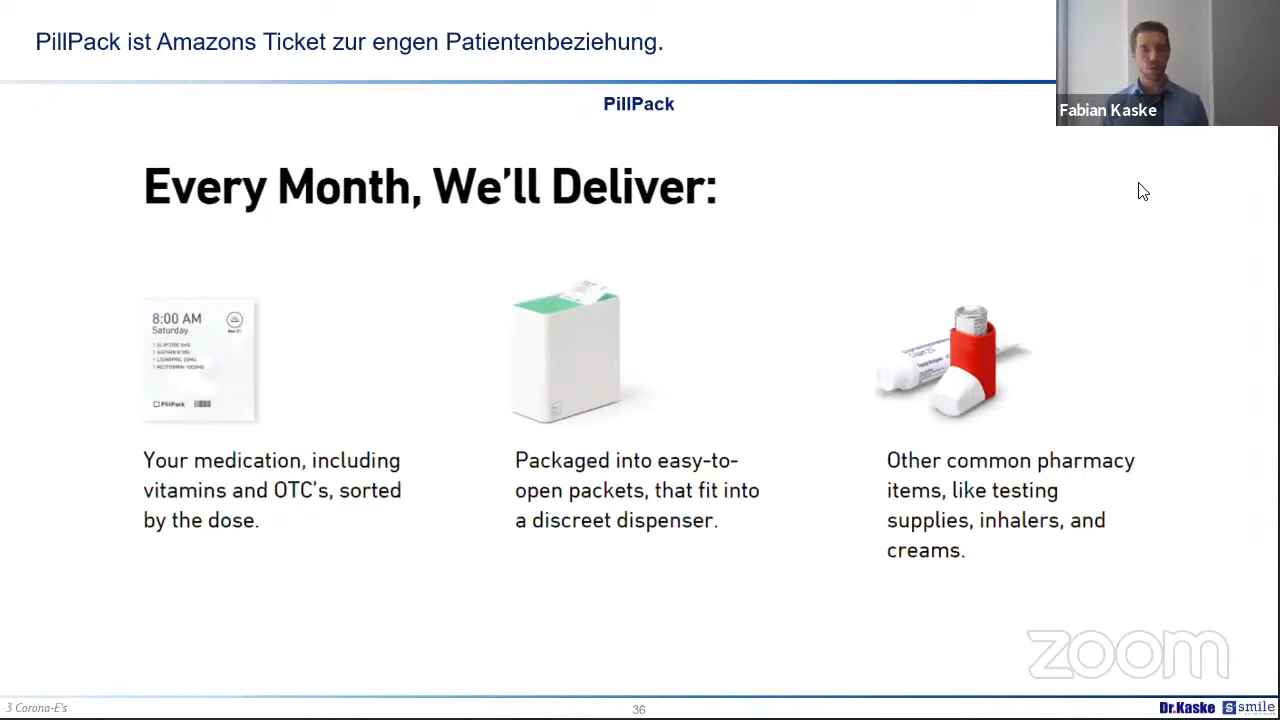 PillPack ist Amazons Ticket zur engen Patientenbeziehung.
Fabian Kaske
PillPack
Every Month, We'll Deliver:
8:00 AM
Saturday
1 ASPIRIN 81MG
PillPack
Your medication, including
vitamins and OTC's, sorted
by the dose.
Packaged into easy-to-
open packets, that fit into
a discreet dispenser.
Other common pharmacy
items, like testing
supplies, inhalers, and
creams.
zoom
3 Corona-E's
36
Dr.Kaske
smile